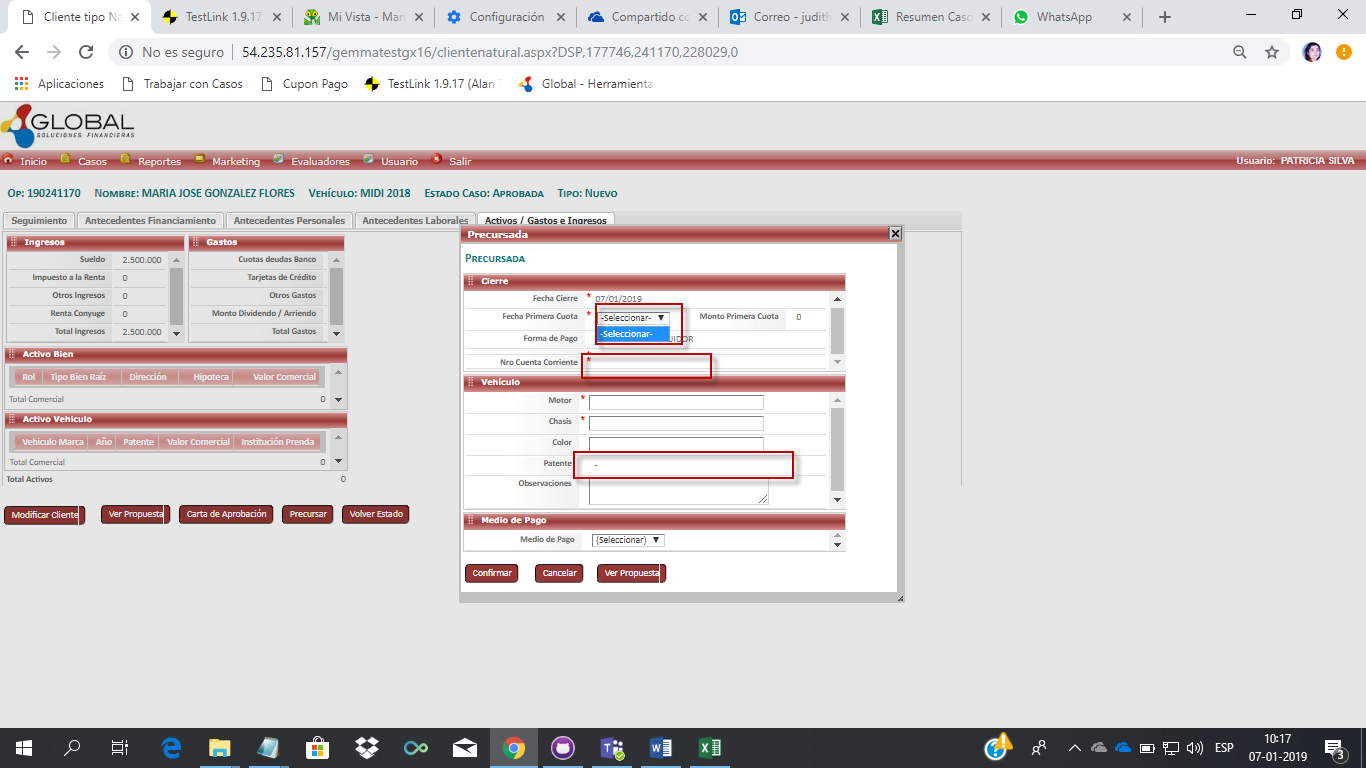 Cliente tipo Na
TestLink 1.9.17
Mi Vista - Man
Configuración
Compartido co
Correo - judith
Resumen Caso
WhatsApp
No es seguro | 54.235.81.157/gemmatestgx16/clientenatural.aspx?DSP,177746,241170,228029,0
Aplicaciones Trabajar con Casos Cupon Pago TestLink 1.9.17 (Alan Global - Herramienta
GLOBAL
SOLUCIONES FINANCIERAS
Inicio Casos Reportes Marketing Evaluadores Usuario Salir Usuario: PATRICIA SILVA
OP: 190241170 NOMBRE: MARIA JOSE GONZALEZ FLORES VEHÍCULO: MIDI 2018 ESTADO CASO: APROBADA TIPO: NUEVO
Seguimiento Antecedentes Financiamiento Antecedentes Personales Antecedentes Laborales Activos / Gastos e Ingresos
Ingresos
Sueldo 2.500.000
Impuesto a la Renta 0
Otros Ingresos 0
Renta Conyuge 0
Total Ingresos 2.500.000
Gastos
Cuotas deudas Banco
Tarjetas de Crédito
Otros Gastos
Monto Dividendo / Arriendo
Total Gastos
Activo Bien
Rol Tipo Bien Raíz Dirección Hipoteca Valor Comercial
Total Comercial 0
Activo Vehiculo
Vehiculo Marca Año Patente Valor Comercial Institución Prenda
Total Comercial 0
Total Activos 0
Modificar Cliente Ver Propuesta Carta de Aprobación Precursar Volver Estado
Precursada
PRECURSADA
Cierre
Fecha Cierre * 07/01/2019
Fecha Primera Cuota * -Seleccionar- Monto Primera Cuota 0
-Seleccionar-
Forma de Pago UIDOR
Nro Cuenta Corriente *
Vehículo
Motor *
Chasis *
Color
Patente -
Observaciones
Medio de Pago
Medio de Pago (Seleccionar)
Confirmar Cancelar Ver Propuesta
ESP
10:17
07-01-2019
3